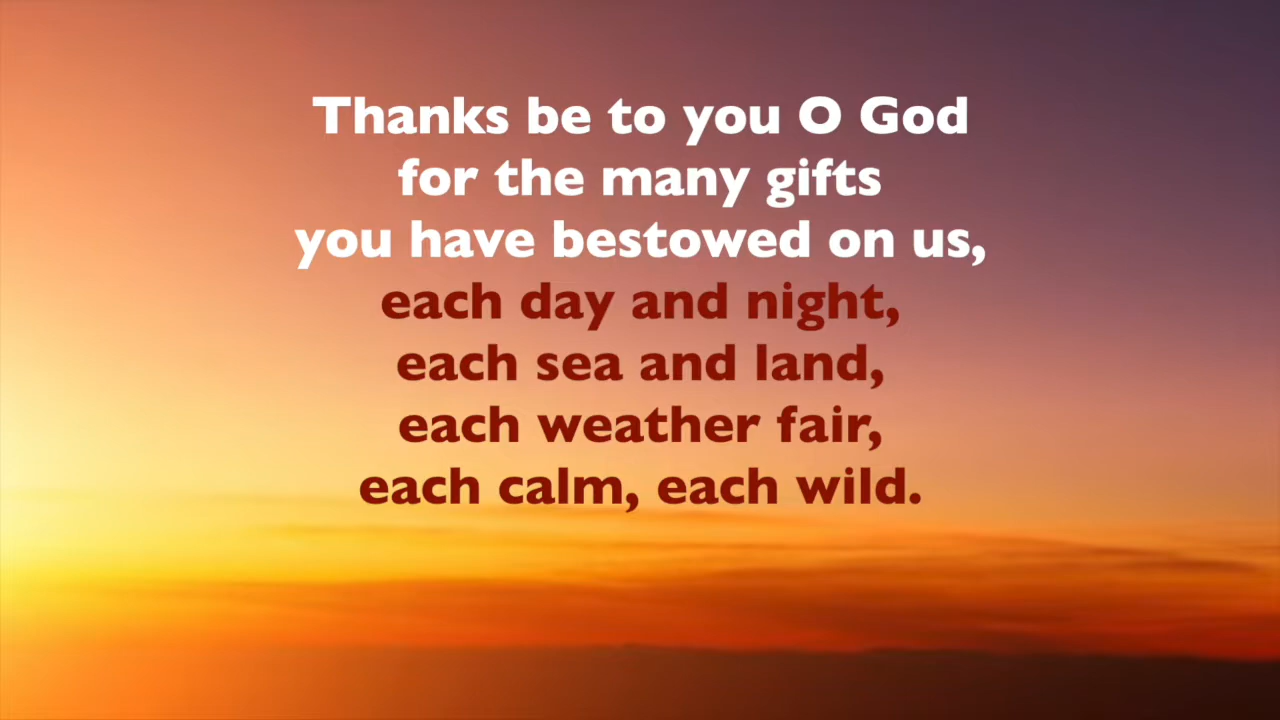 Thanks be to you O God
for the many gifts
you have bestowed on us,
each day and night,
each sea and land,
each weather fair,
each calm, each wild.